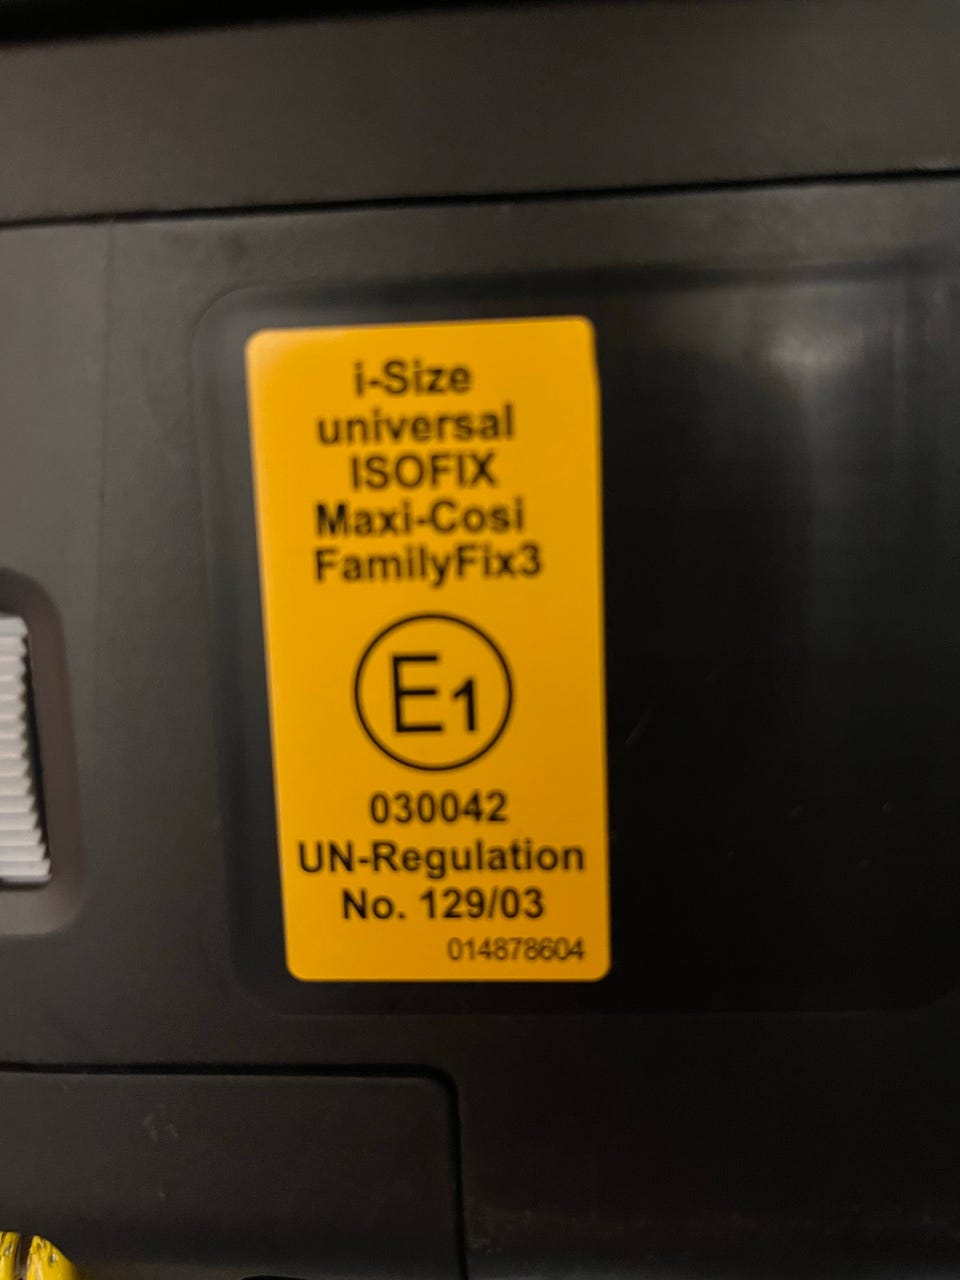 i-Size
universal
ISOFIX
Maxi-Cosi
FamilyFix3
E1
030042
UN-Regulation
No. 129/03
014878604